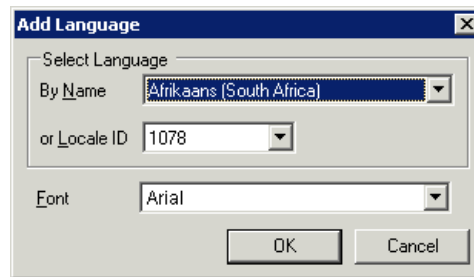 Add Language
Select Language
By Name Afrikaans (South Africa)
or Locale ID 1078
Font Arial
OK Cancel